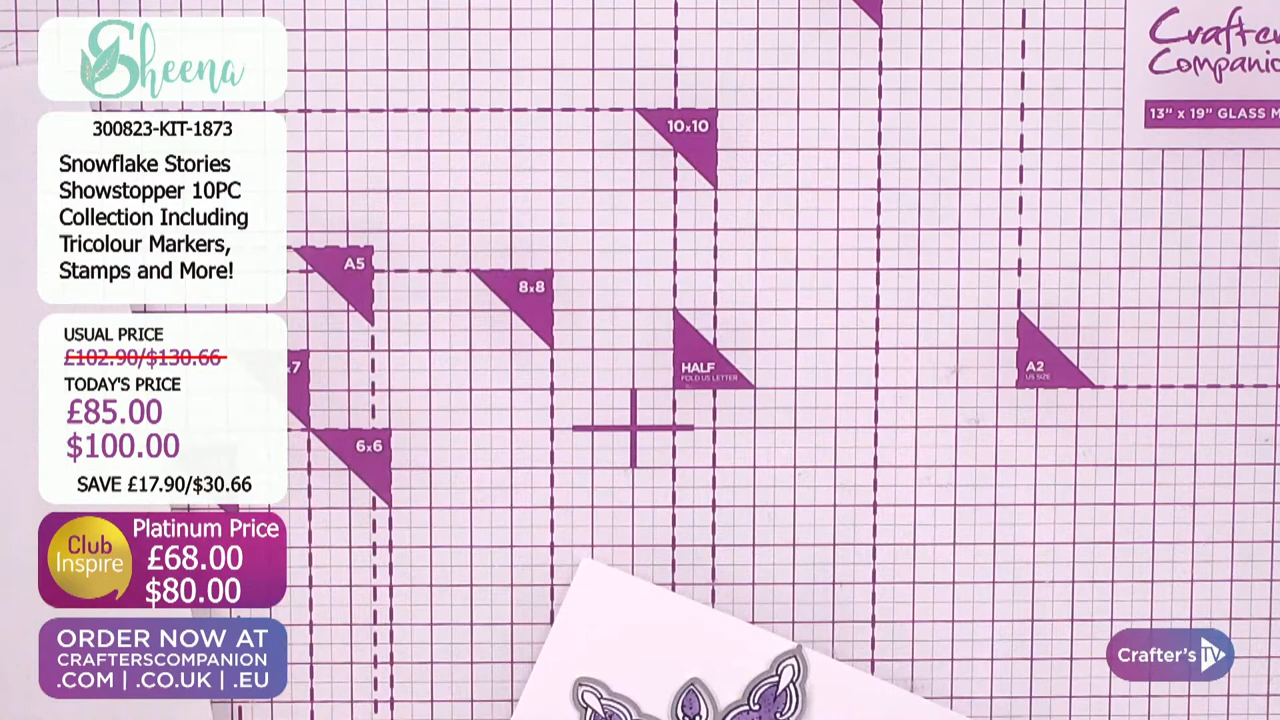 Sheena
300823-KIT-1873
Snowflake Stories
Showstopper 10PC
Collection Including
Tricolour Markers,
Stamps and More!
USUAL PRICE
£102.90/$130.66
TODAY'S PRICE
£85.00
$100.00
SAVE £17.90/$30.66
Club
Inspire
Platinum Price
£68.00
$80.00
ORDER NOW AT
CRAFTERSCOMPANION
.COM | .CO.UK | .EU
10x10
A5
8x8
x7
HALF
FOLD US LETTER
6x6
A2
US SIZE
Crafter
Companio
13" x 19" GLASS M
Crafter's TV